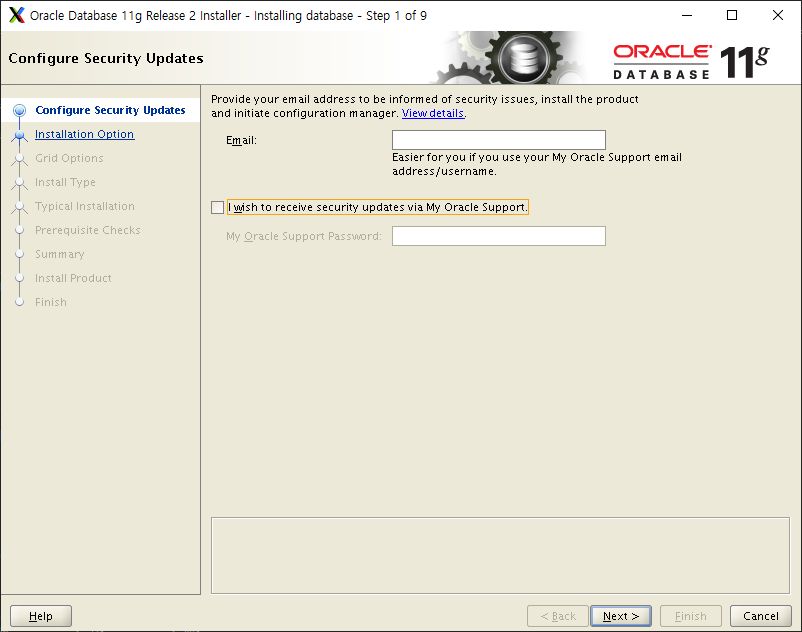 Oracle Database 11g Release 2 Installer - Installing database - Step 1 of 9
Configure Security Updates
ORACLE
DATABASE
11g
Configure Security Updates
Installation Option
Grid Options
Install Type
Typical Installation
Prerequisite Checks
Summary
Install Product
Finish
Provide your email address to be informed of security issues, install the product
and initiate configuration manager. View details.
Email:
Easier for you if you use your My Oracle Support email
address/username.
I wish to receive security updates via My Oracle Support.
My Oracle Support Password:
Help
< Back
Next >
Finish
Cancel